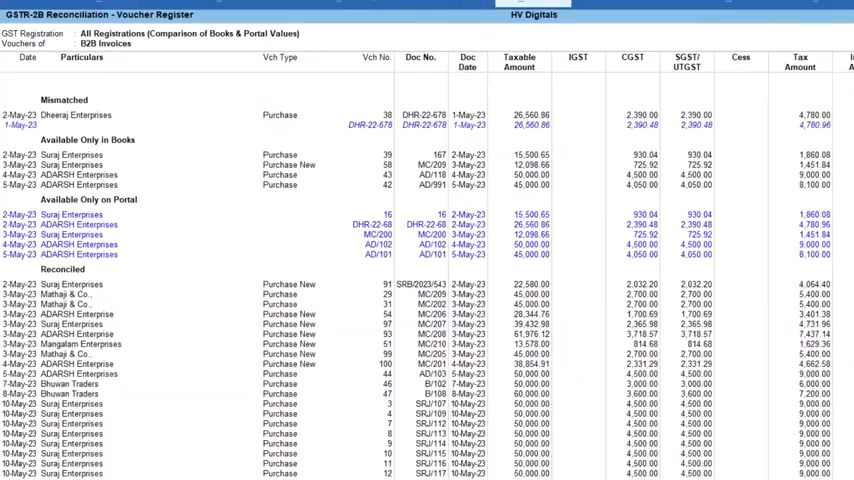 GSTR-2B Reconciliation - Voucher Register HV Digitals
GST Registration : All Registrations (Comparison of Books & Portal Values)
Vouchers of : B2B Invoices
Date Particulars Vch Type Vch No. Doc No. Doc Date Taxable Amount IGST CGST SGST/ UTGST Cess Tax Amount
Mismatched
2-May-23 Dheeraj Enterprises Purchase 38 DHR-22-678 1-May-23 26,560.86 2,390.00 2,390.00 4,780.00
1-May-23 DHR-22-678 DHR-22-678 1-May-23 26,560.86 2,390.48 2,390.48 4,780.96
Available Only in Books
2-May-23 Suraj Enterprises Purchase 39 167 2-May-23 15,500.65 930.04 930.04 1,860.08
3-May-23 Suraj Enterprises Purchase New 58 MC/209 3-May-23 12,098.66 725.92 725.92 1,451.84
4-May-23 ADARSH Enterprises Purchase 43 AD/118 4-May-23 50,000.00 4,500.00 4,500.00 9,000.00
5-May-23 ADARSH Enterprises Purchase 42 AD/991 5-May-23 45,000.00 4,050.00 4,050.00 8,100.00
Available Only on Portal
2-May-23 Suraj Enterprises 16 16 2-May-23 15,500.65 930.04 930.04 1,860.08
2-May-23 ADARSH Enterprises DHR-22-68 DHR-22-68 2-May-23 26,560.86 2,390.48 2,390.48 4,780.96
3-May-23 Suraj Enterprises MC/200 MC/200 3-May-23 12,098.66 725.92 725.92 1,451.84
4-May-23 ADARSH Enterprises AD/102 AD/102 4-May-23 50,000.00 4,500.00 4,500.00 9,000.00
5-May-23 ADARSH Enterprises AD/101 AD/101 5-May-23 45,000.00 4,050.00 4,050.00 8,100.00
Reconciled
2-May-23 Suraj Enterprises Purchase New 91 SRB/2023/543 2-May-23 22,580.00 2,032.20 2,032.20 4,064.40
3-May-23 Mathaji & Co., Purchase 29 MC/209 3-May-23 45,000.00 2,700.00 2,700.00 5,400.00
3-May-23 Mathaji & Co., Purchase 31 MC/202 3-May-23 45,000.00 2,700.00 2,700.00 5,400.00
3-May-23 ADARSH Enterprise Purchase New 54 MC/206 3-May-23 28,344.76 1,700.69 1,700.69 3,401.38
3-May-23 Suraj Enterprises Purchase New 97 MC/207 3-May-23 39,432.98 2,365.98 2,365.98 4,731.96
3-May-23 ADARSH Enterprise Purchase New 93 MC/208 3-May-23 61,976.12 3,718.57 3,718.57 7,437.14
3-May-23 Mangalam Enterprises Purchase New 51 MC/210 3-May-23 13,578.00 814.68 814.68 1,629.36
3-May-23 Mathaji & Co., Purchase New 99 MC/205 3-May-23 45,000.00 2,700.00 2,700.00 5,400.00
4-May-23 ADARSH Enterprise Purchase New 100 MC/201 4-May-23 38,854.91 2,331.29 2,331.29 4,662.58
5-May-23 ADARSH Enterprises Purchase 44 AD/103 5-May-23 50,000.00 4,500.00 4,500.00 9,000.00
7-May-23 Bhuwan Traders Purchase 46 B/102 7-May-23 50,000.00 3,000.00 3,000.00 6,000.00
8-May-23 Bhuwan Traders Purchase 47 B/108 8-May-23 60,000.00 3,600.00 3,600.00 7,200.00
10-May-23 Suraj Enterprises Purchase 3 SRJ/107 10-May-23 50,000.00 4,500.00 4,500.00 9,000.00
10-May-23 Suraj Enterprises Purchase 4 SRJ/109 10-May-23 50,000.00 4,500.00 4,500.00 9,000.00
10-May-23 Suraj Enterprises Purchase 7 SRJ/112 10-May-23 50,000.00 4,500.00 4,500.00 9,000.00
10-May-23 Suraj Enterprises Purchase 8 SRJ/113 10-May-23 50,000.00 4,500.00 4,500.00 9,000.00
10-May-23 Suraj Enterprises Purchase 9 SRJ/114 10-May-23 50,000.00 4,500.00 4,500.00 9,000.00
10-May-23 Suraj Enterprises Purchase 10 SRJ/115 10-May-23 50,000.00 4,500.00 4,500.00 9,000.00
10-May-23 Suraj Enterprises Purchase 11 SRJ/116 10-May-23 50,000.00 4,500.00 4,500.00 9,000.00
10-May-23 Suraj Enterprises Purchase 12 SRJ/117 10-May-23 50,000.00 4,500.00 4,500.00 9,000.00